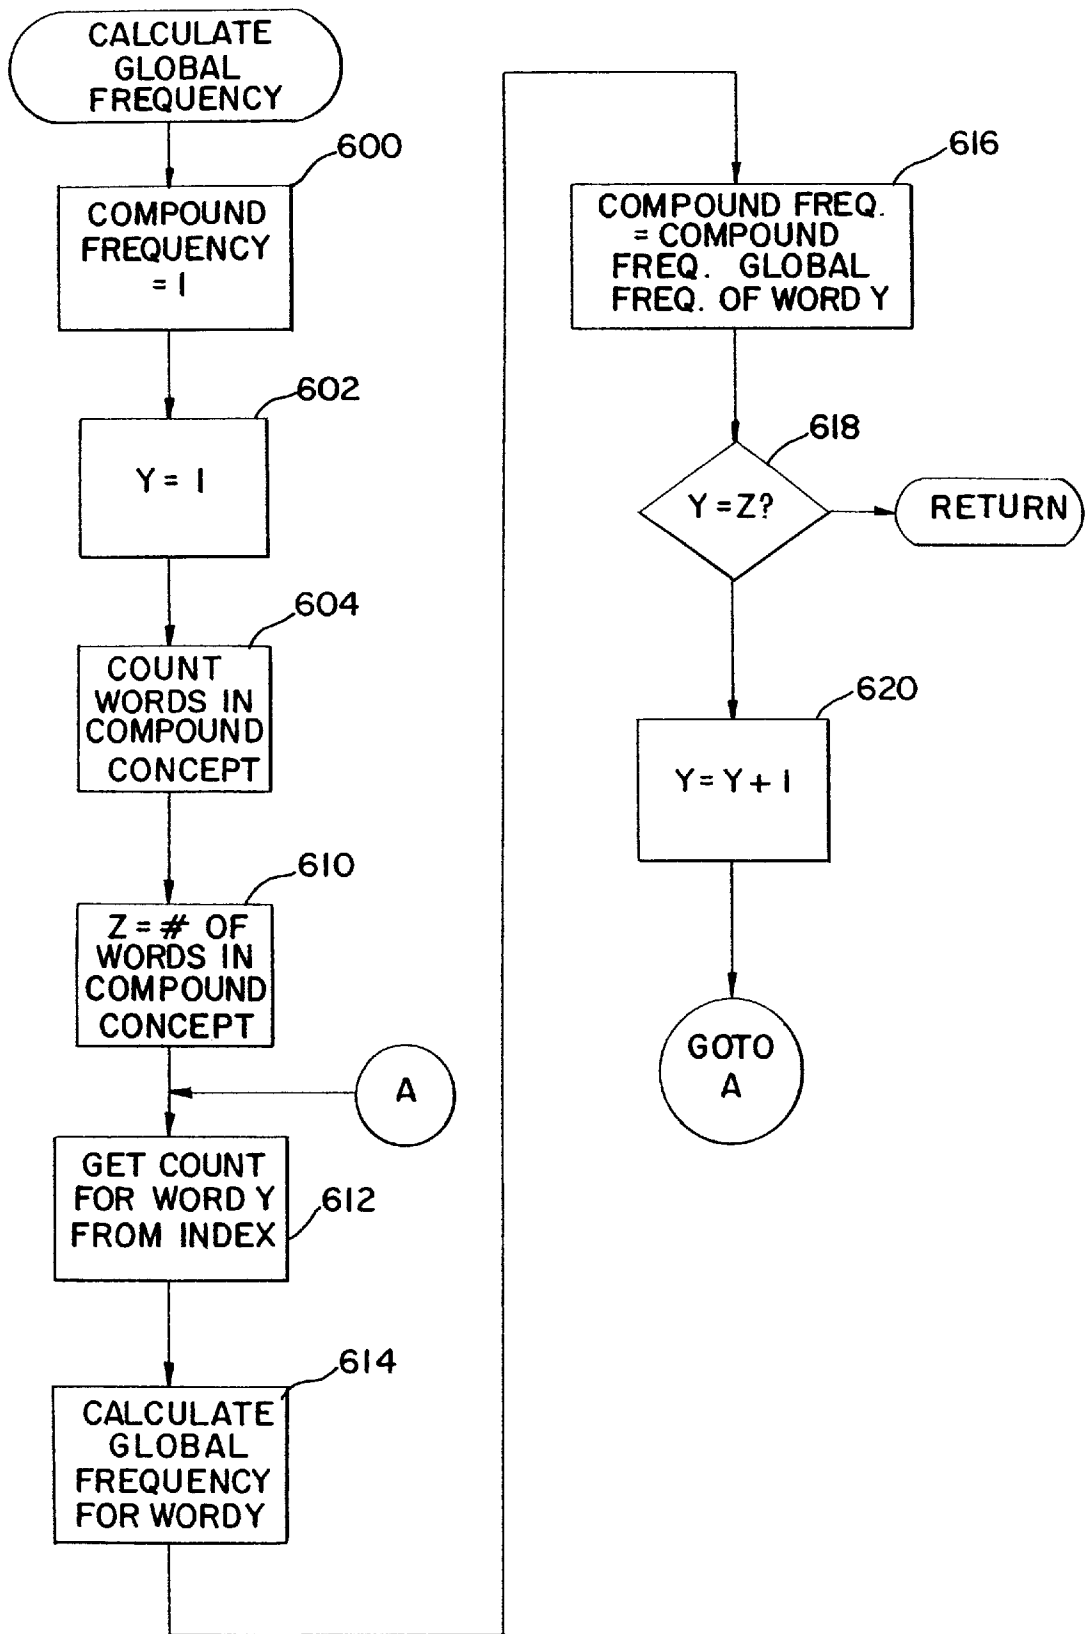 CALCULATE
GLOBAL
FREQUENCY
600
COMPOUND
FREQUENCY
= 1
602
Y = 1
604
COUNT
WORDS IN
COMPOUND
CONCEPT
610
Z = # OF
WORDS IN
COMPOUND
CONCEPT
A
GET COUNT
FOR WORD Y
FROM INDEX
612
614
CALCULATE
GLOBAL
FREQUENCY
FOR WORDY
616
COMPOUND FREQ.
= COMPOUND
FREQ. GLOBAL
FREQ. OF WORD Y
618
Y = Z?
RETURN
620
Y = Y + 1
GOTO
A